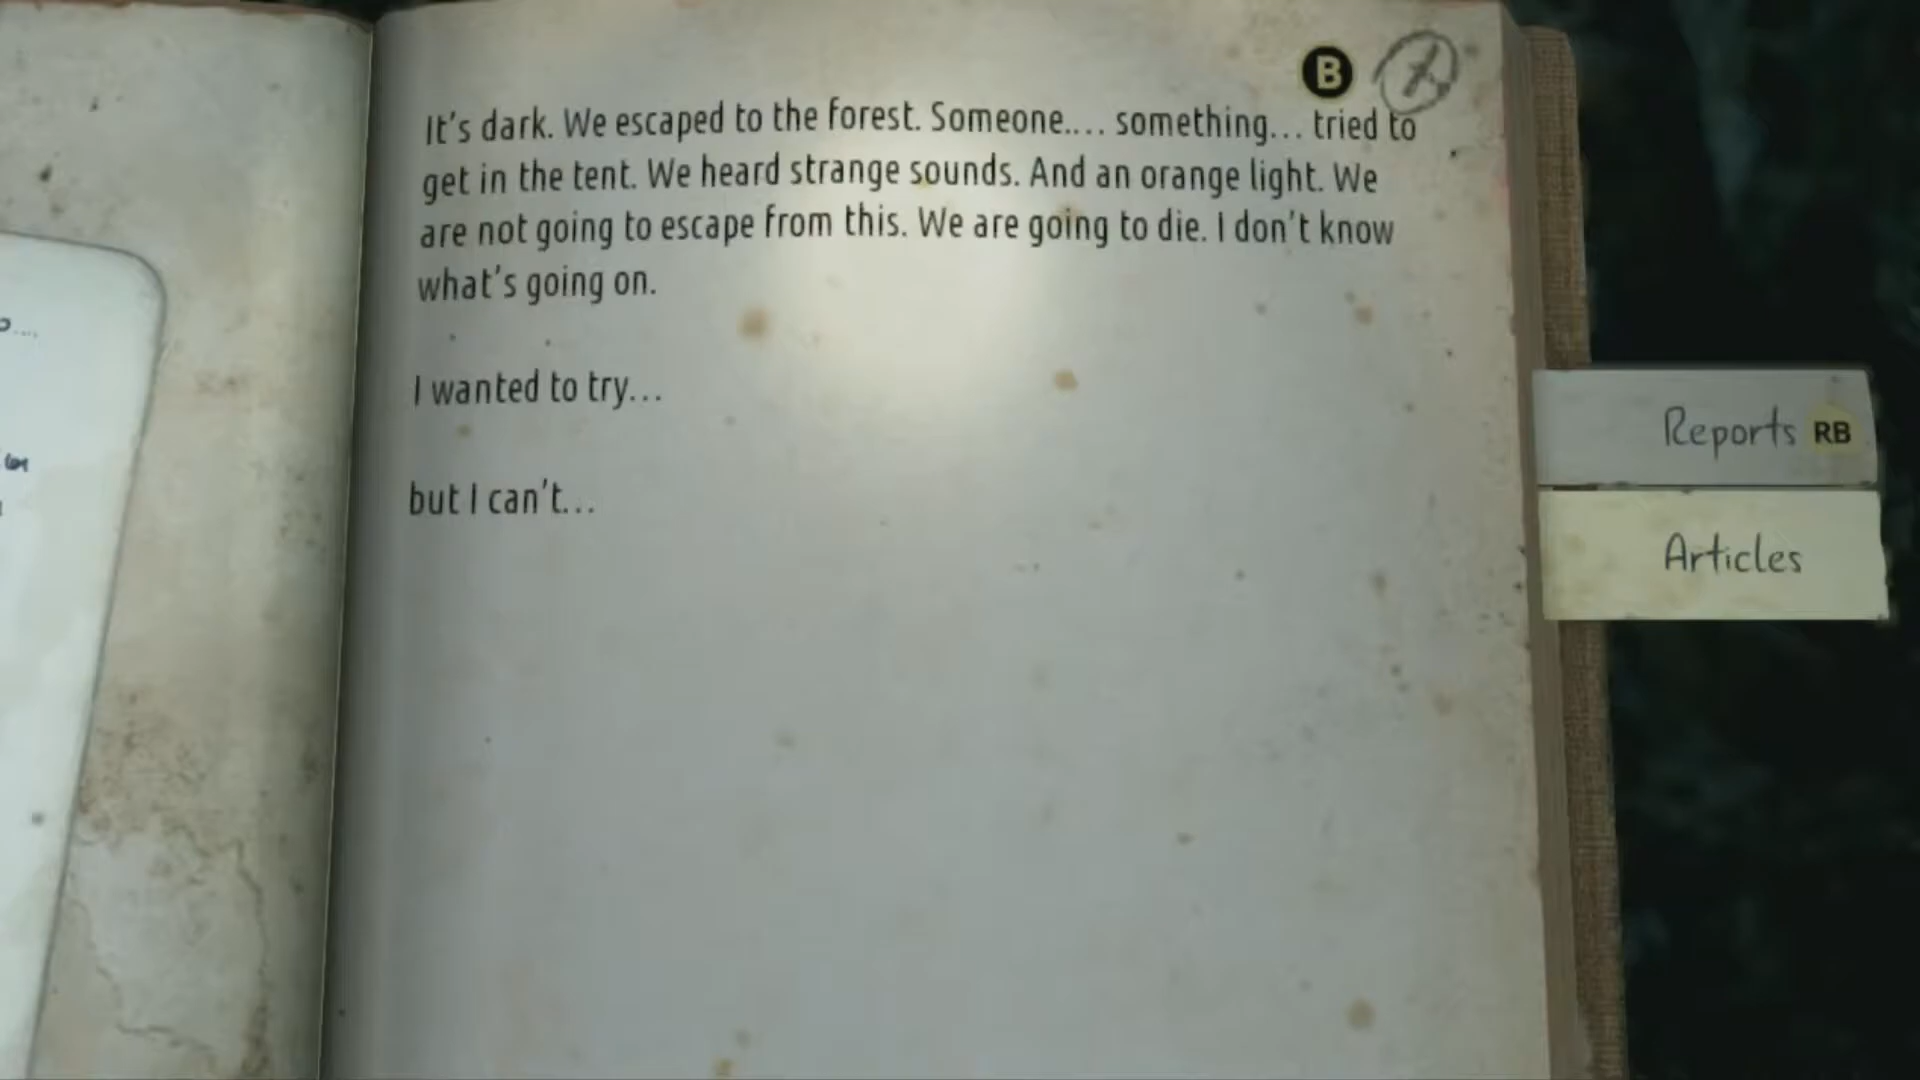 B
It's dark. We escaped to the forest. Someone.... something... tried to
get in the tent. We heard strange sounds. And an orange light. We
are not going to escape from this. We are going to die. I don't know
what's going on.
I wanted to try...
but I can't...
Reports RB
Articles